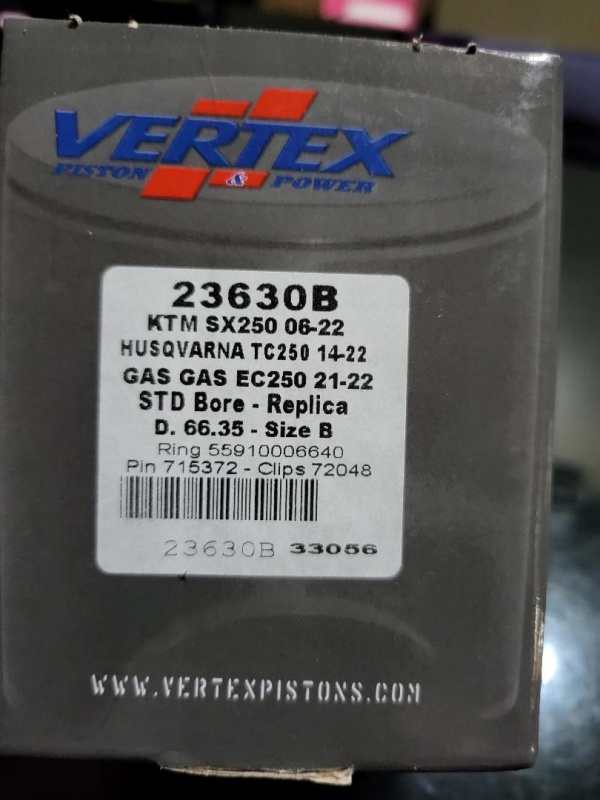 VERTEX
PISTON & POWER
23630B
KTM SX250 06-22
HUSQVARNA TC250 14-22
GAS GAS EC250 21-22
STD Bore - Replica
D. 66.35 - Size B
Ring 55910006640
Pin 715372 - Clips 72048
23630B 33056
WWW.VERTEXPISTONS.COM